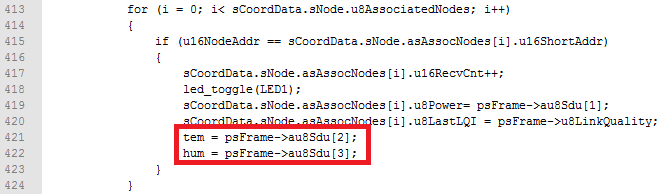 413 for (i = 0; i< sCoordData.sNode.u8AssociatedNodes; i++)
414 {
415 if (u16NodeAddr == sCoordData.sNode.asAssocNodes[i].u16ShortAddr)
416 {
417 sCoordData.sNode.asAssocNodes[i].u16RecvCnt++;
418 led_toggle(LED1);
419 sCoordData.sNode.asAssocNodes[i].u8Power= psFrame->au8Sdu[1];
420 sCoordData.sNode.asAssocNodes[i].u8LastLQI = psFrame->u8LinkQuality;
421 tem = psFrame->au8Sdu[2];
422 hum = psFrame->au8Sdu[3];
423 }
424 }